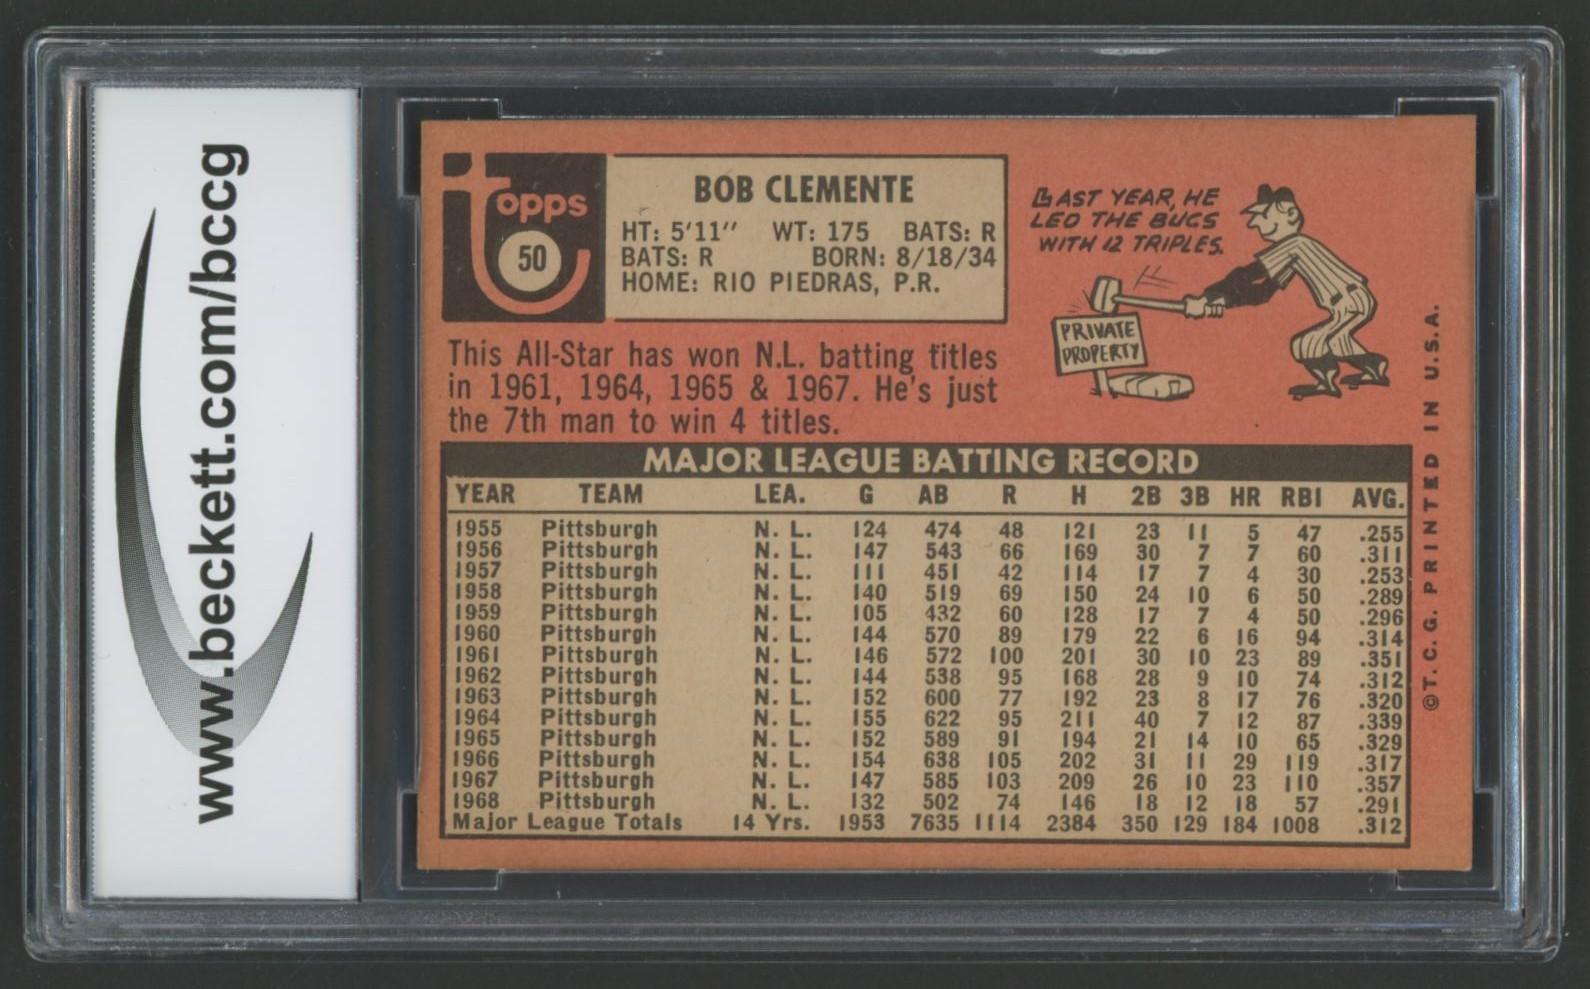 www.beckett.com/bccg
Topps
50
BOB CLEMENTE
HT: 5'11" WT: 175 BATS: R
BATS: R BORN: 8/18/34
HOME: RIO PIEDRAS, P.R.
LAST YEAR, HE
LED THE BUCS
WITH 12 TRIPLES.
PRIVATE
PROPERTY
This All-Star has won N.L. batting titles
in 1961, 1964, 1965 & 1967. He's just
the 7th man to win 4 titles.
MAJOR LEAGUE BATTING RECORD
YEAR TEAM LEA. G AB R H 2B 3B HR RBI AVG.
1955 Pittsburgh N. L. 124 474 48 121 23 11 5 47 .255
1956 Pittsburgh N. L. 147 543 66 169 30 7 7 60 .311
1957 Pittsburgh N. L. 111 451 42 114 17 7 4 30 .253
1958 Pittsburgh N. L. 140 519 69 150 24 10 6 50 .289
1959 Pittsburgh N. L. 105 432 60 128 17 7 4 50 .296
1960 Pittsburgh N. L. 144 570 89 179 22 6 16 94 .314
1961 Pittsburgh N. L. 146 572 100 201 30 10 23 89 .351
1962 Pittsburgh N. L. 144 538 95 168 28 9 10 74 .312
1963 Pittsburgh N. L. 152 600 77 192 23 8 17 76 .320
1964 Pittsburgh N. L. 155 622 95 211 40 7 12 87 .339
1965 Pittsburgh N. L. 152 589 91 194 21 14 10 65 .329
1966 Pittsburgh N. L. 154 638 105 202 31 11 29 119 .317
1967 Pittsburgh N. L. 147 585 103 209 26 10 23 110 .357
1968 Pittsburgh N. L. 132 502 74 146 18 12 18 57 .291
Major League Totals 14 Yrs. 1953 7635 1114 2384 350 129 184 1008 .312
©T. C. G. PRINTED IN U.S.A.